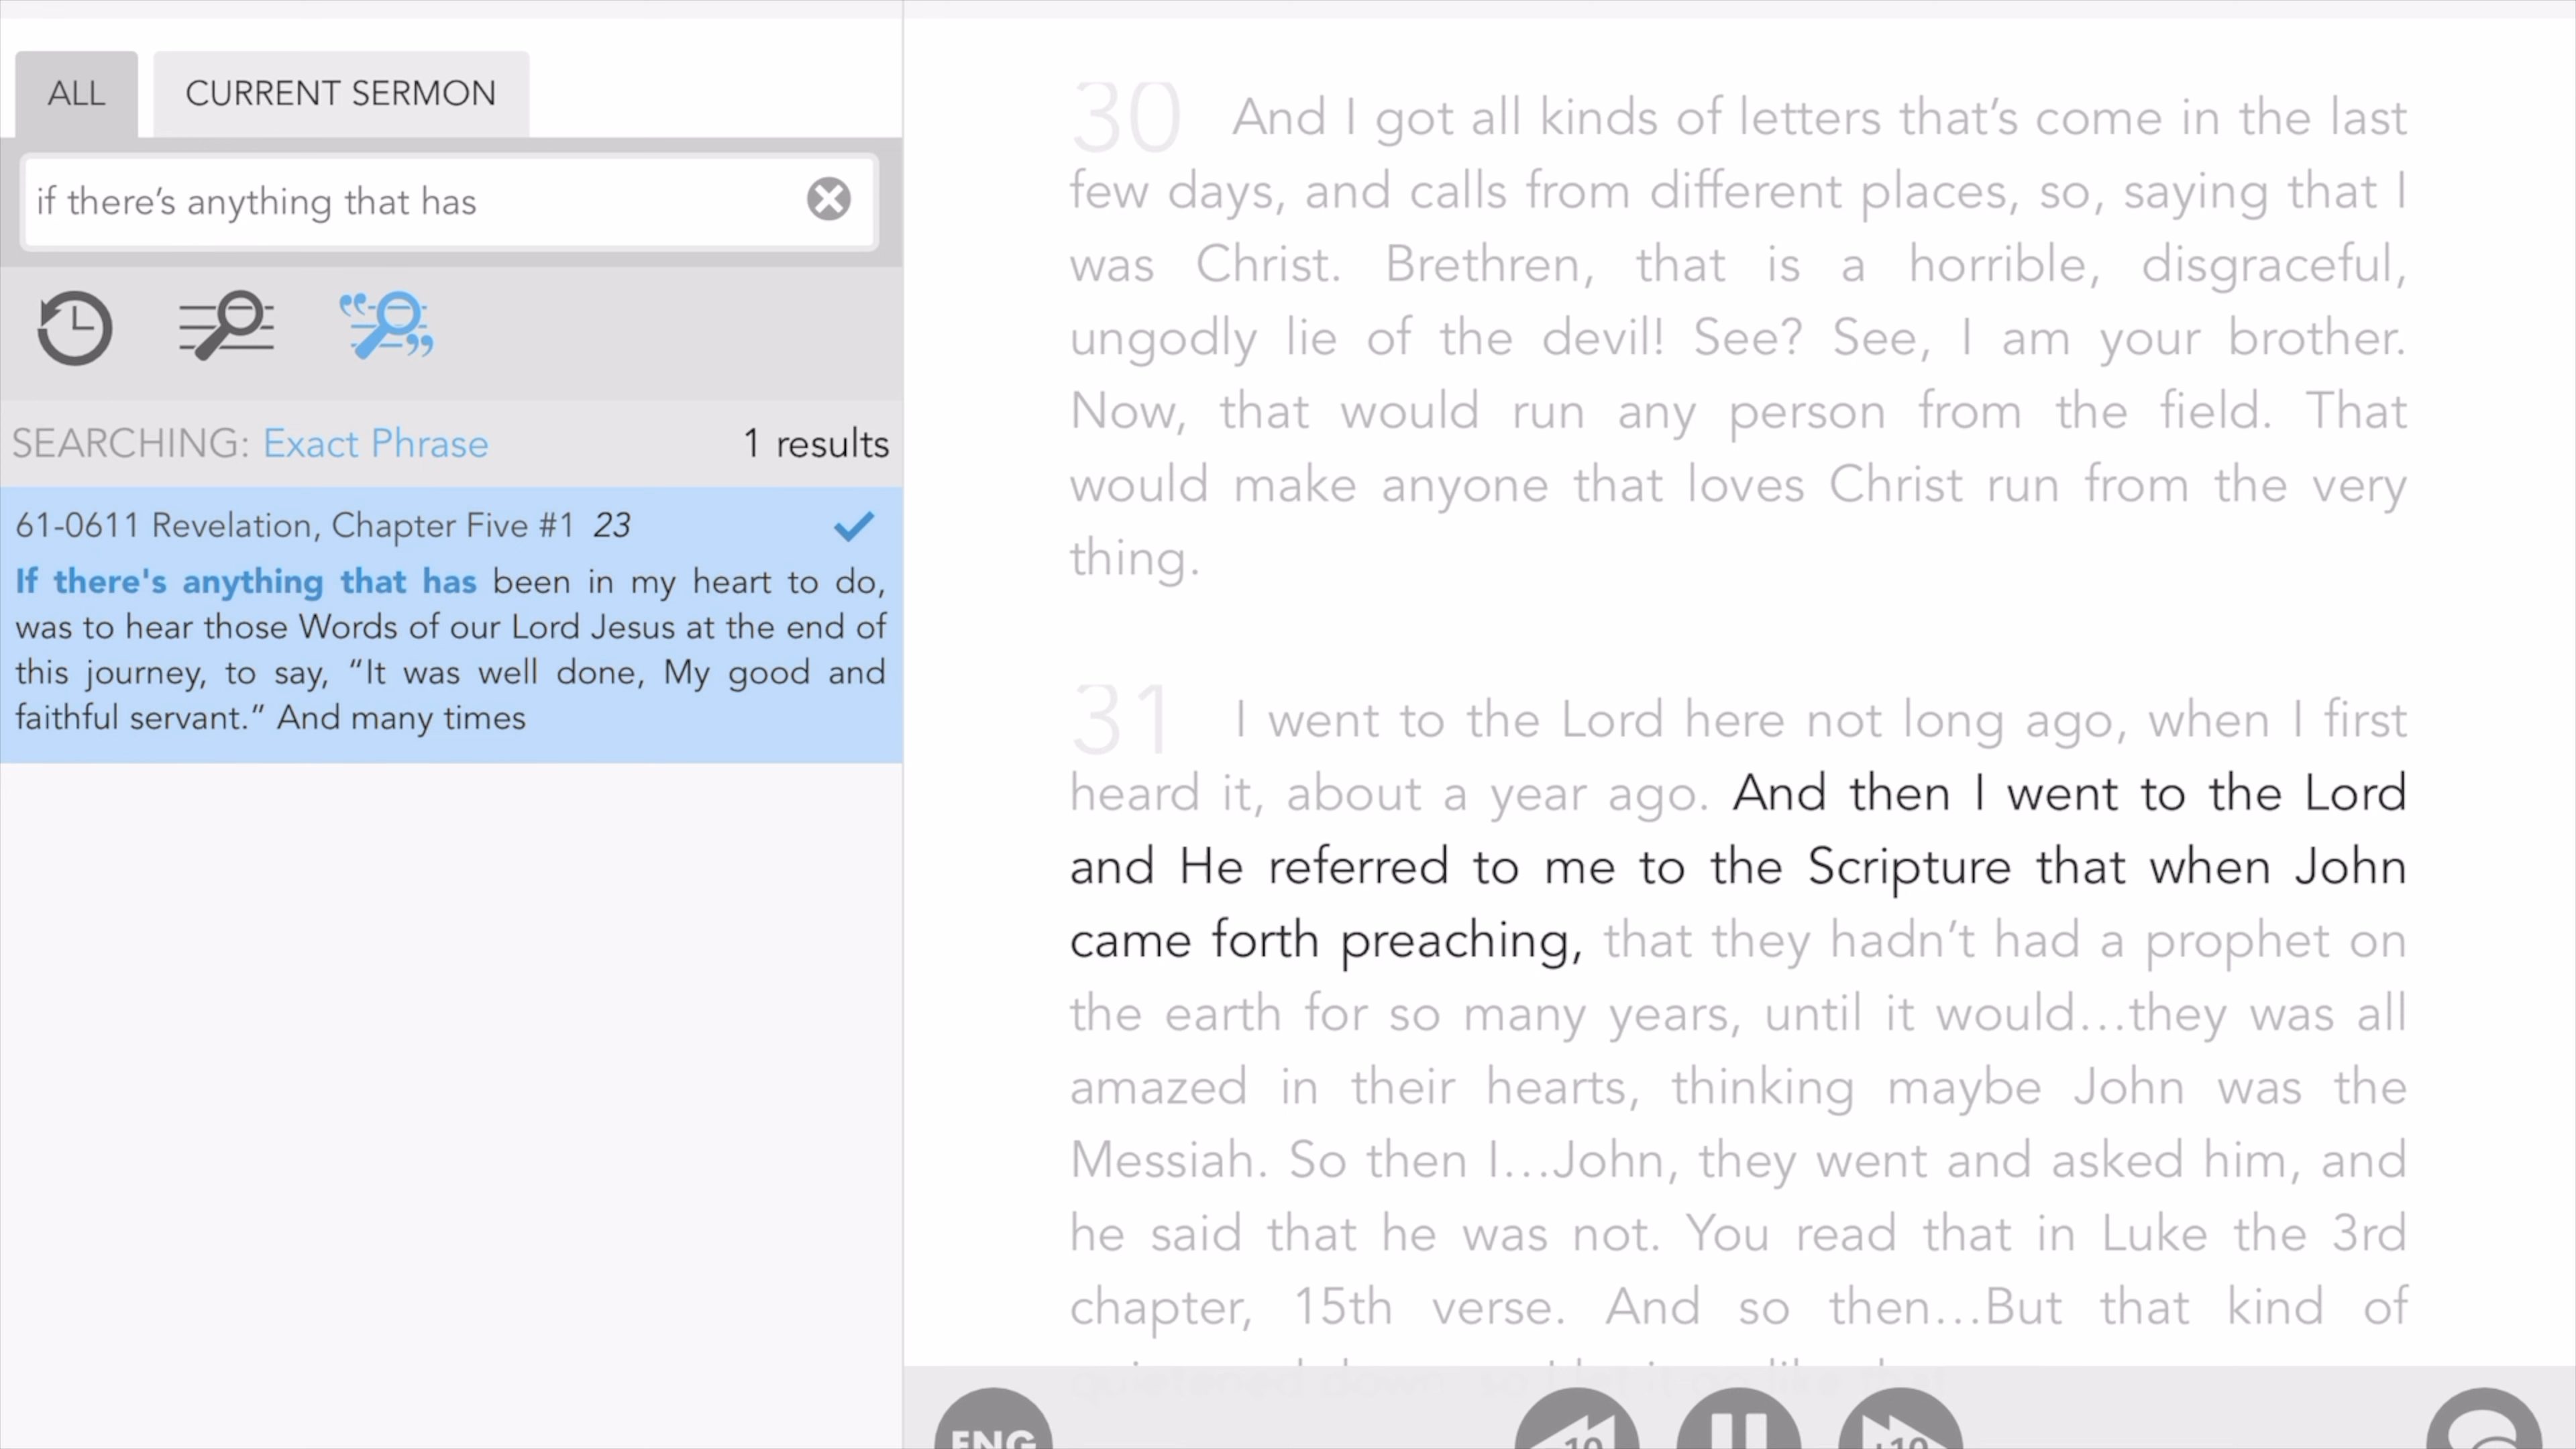 ALL
CURRENT SERMON
if there’s anything that has
SEARCHING: Exact Phrase
1 results
61-0611 Revelation, Chapter Five #1 23
If there's anything that has been in my heart to do,
was to hear those Words of our Lord Jesus at the end of
this journey, to say, “It was well done, My good and
faithful servant.” And many times
30 And I got all kinds of letters that’s come in the last
few days, and calls from different places, so, saying that I
was Christ. Brethren, that is a horrible, disgraceful,
ungodly lie of the devil! See? See, I am your brother.
Now, that would run any person from the field. That
would make anyone that loves Christ run from the very
thing.
31 I went to the Lord here not long ago, when I first
heard it, about a year ago. And then I went to the Lord
and He referred to me to the Scripture that when John
came forth preaching, that they hadn’t had a prophet on
the earth for so many years, until it would…they was all
amazed in their hearts, thinking maybe John was the
Messiah. So then I…John, they went and asked him, and
he said that he was not. You read that in Luke the 3rd
chapter, 15th verse. And so then…But that kind of
quietened down, so I let it go like that
ENG
-10
+10